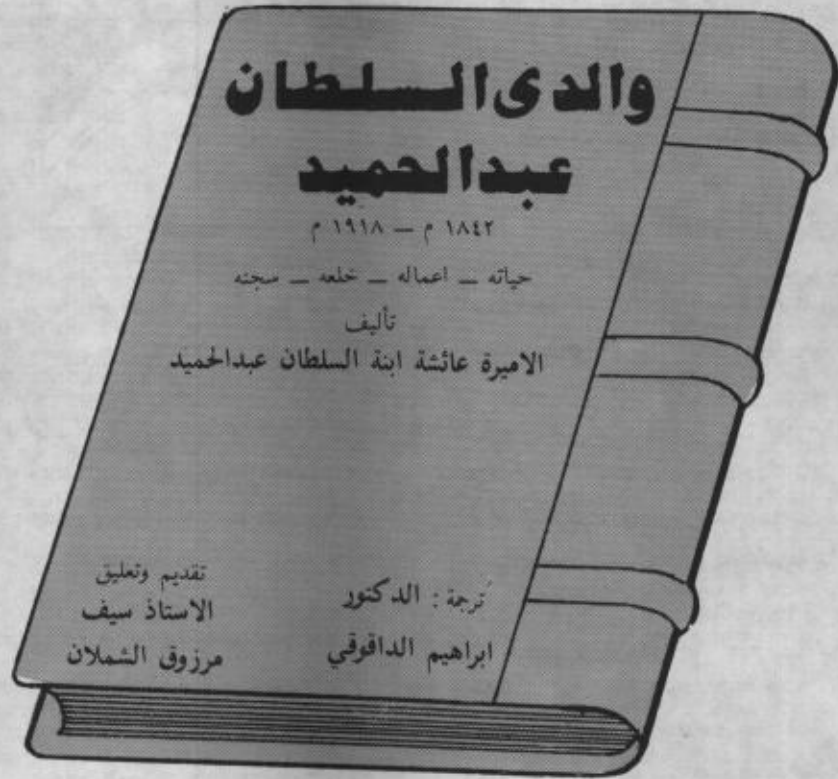 والدى السلطان
عبدالحميد
١٨٤٢ م — ١٩١٨ م
حياته — اعماله — خلعه — سجنه
تأليف
الاميرة عائشة ابنة السلطان عبدالحميد
ترجمة : الدكتور
ابراهيم الداقوقي
تقديم وتعليق
الاستاذ سيف
مرزوق الشملان